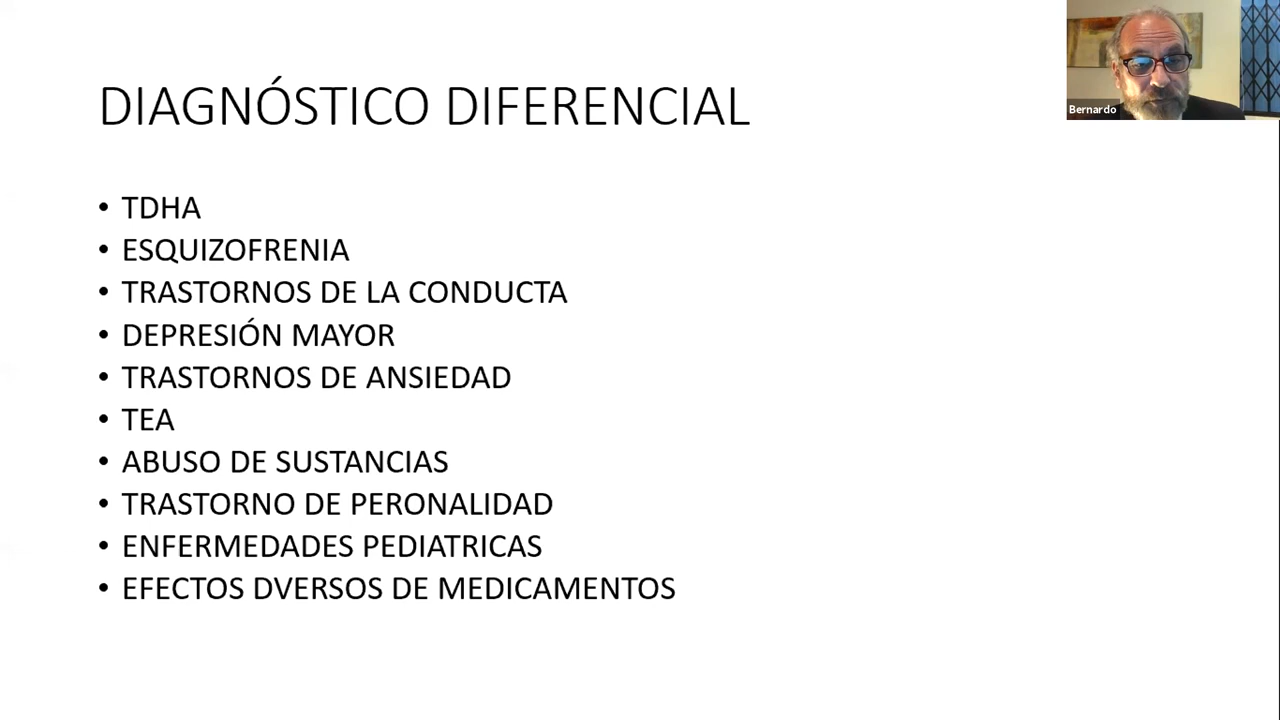 DIAGNÓSTICO DIFERENCIAL
Bernardo
• TDHA
• ESQUIZOFRENIA
• TRASTORNOS DE LA CONDUCTA
• DEPRESIÓN MAYOR
• TRASTORNOS DE ANSIEDAD
• TEA
• ABUSO DE SUSTANCIAS
• TRASTORNO DE PERONALIDAD
• ENFERMEDADES PEDIATRICAS
• EFECTOS DVERSOS DE MEDICAMENTOS